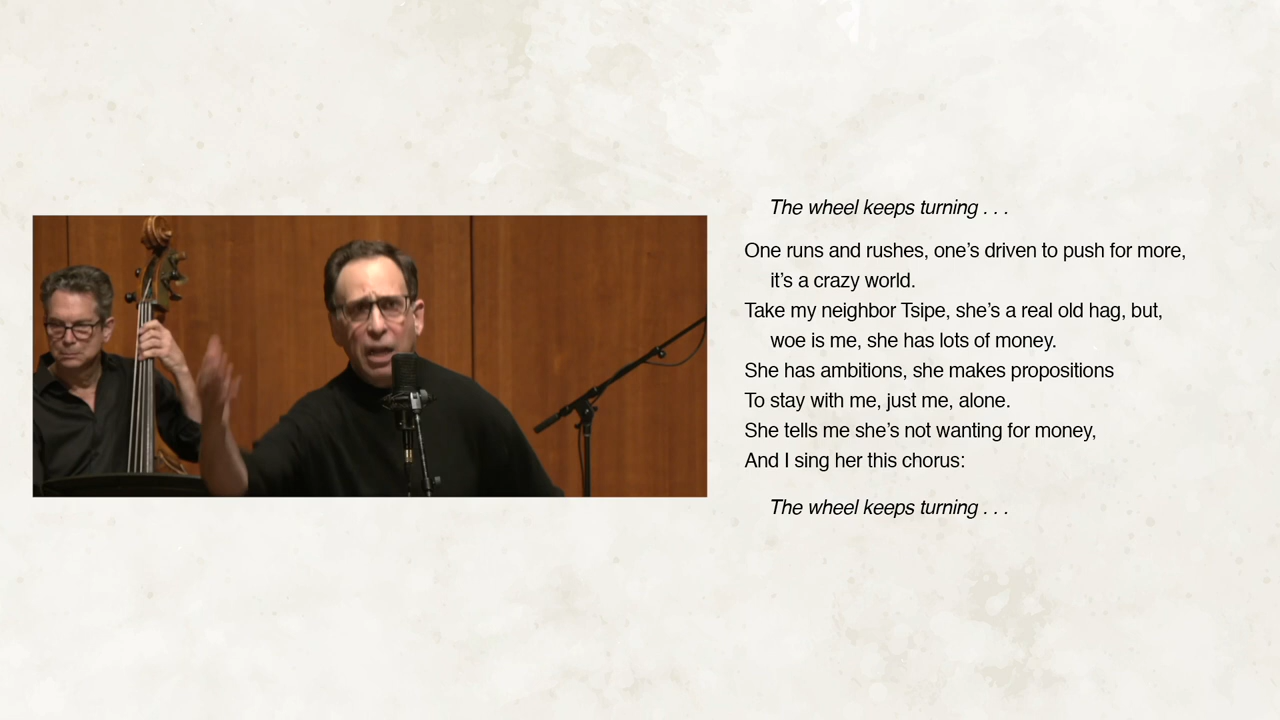 The wheel keeps turning . . .
One runs and rushes, one’s driven to push for more,
it’s a crazy world.
Take my neighbor Tsipe, she’s a real old hag, but,
woe is me, she has lots of money.
She has ambitions, she makes propositions
To stay with me, just me, alone.
She tells me she’s not wanting for money,
And I sing her this chorus:
The wheel keeps turning . . .